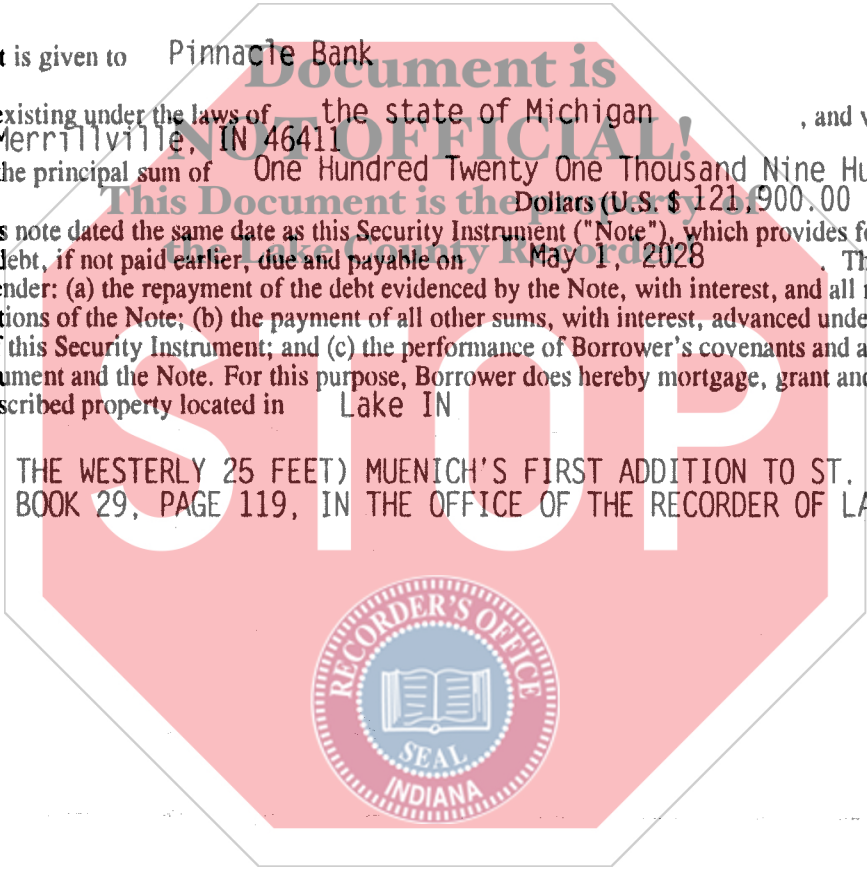 t is given to Pinnacle Bank
Document is
existing under the laws of the state of Michigan , and
Merrillville, IN 46411
NOT OFFICIAL!
he principal sum of One Hundred Twenty One Thousand Nine Hu
This Document is the property of
Dollars (U.S. $ 121,900.00
s note dated the same date as this Security Instrument ("Note"), which provides f
the Lake County Recorder!
debt, if not paid earlier, due and payable on May 1, 2028 . Th
ender: (a) the repayment of the debt evidenced by the Note, with interest, and all
tions of the Note; (b) the payment of all other sums, with interest, advanced unde
f this Security Instrument; and (c) the performance of Borrower's covenants and a
ument and the Note. For this purpose, Borrower does hereby mortgage, grant and
scribed property located in Lake IN
STOP
THE WESTERLY 25 FEET) MUENICH'S FIRST ADDITION TO ST.
BOOK 29, PAGE 119, IN THE OFFICE OF THE RECORDER OF LA
RECORDER'S OFFICE
SEAL
INDIANA